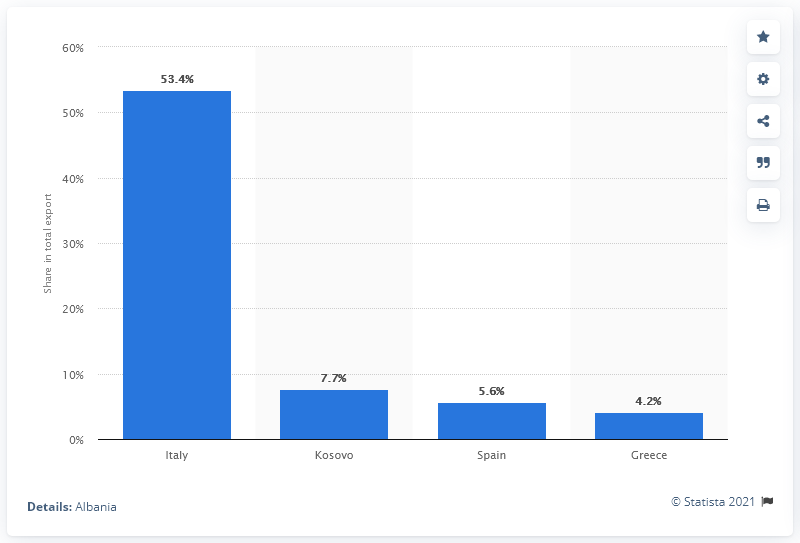 60%
53.4%
50%
40%
Share in total export
30%
20%
10%
7.7%
5.6%
4.2%
0%
Italy
Kosovo
Spain
Greece
Details: Albania
© Statista 2021